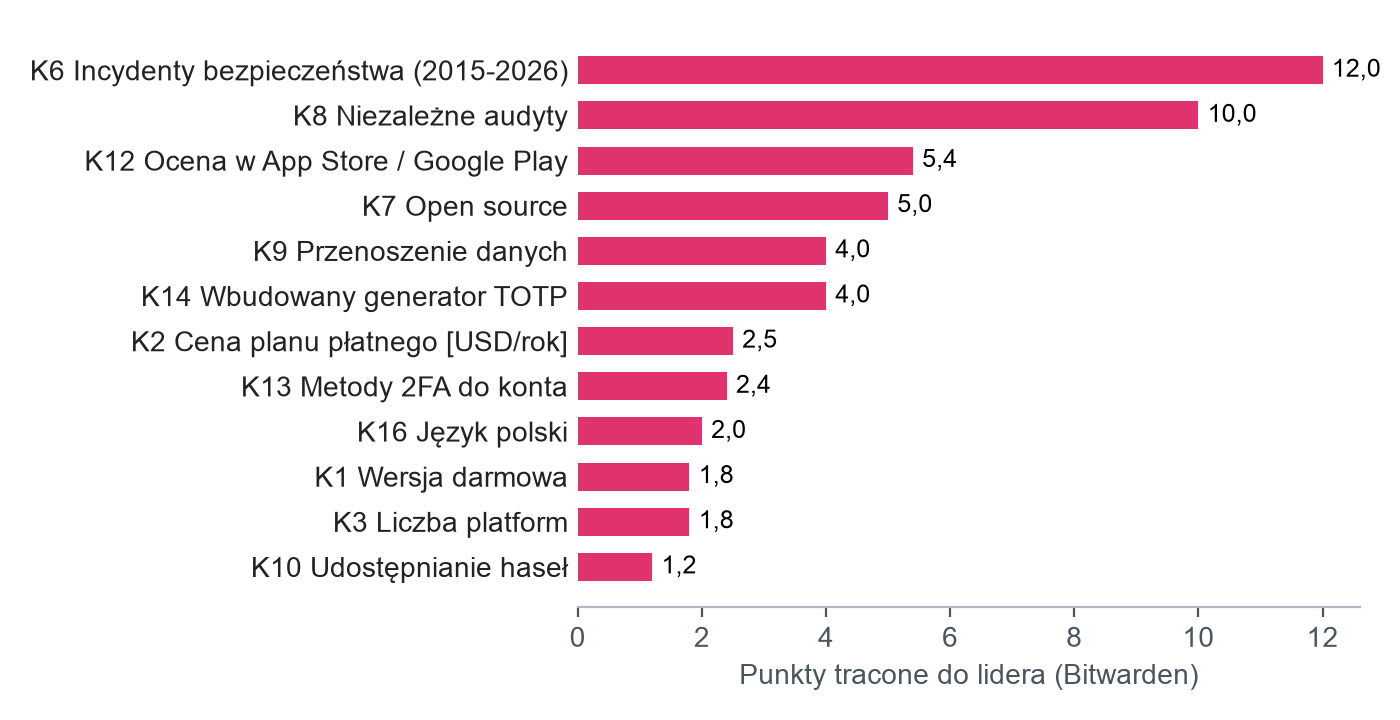 K6 Incydenty bezpieczeństwa (2015-2026) 12,0
K8 Niezależne audyty 10,0
K12 Ocena w App Store / Google Play 5,4
K7 Open source 5,0
K9 Przenoszenie danych 4,0
K14 Wbudowany generator TOTP 4,0
K2 Cena planu płatnego [USD/rok] 2,5
K13 Metody 2FA do konta 2,4
K16 Język polski 2,0
K1 Wersja darmowa 1,8
K3 Liczba platform 1,8
K10 Udostępnianie haseł 1,2
0 2 4 6 8 10 12
Punkty tracone do lidera (Bitwarden)